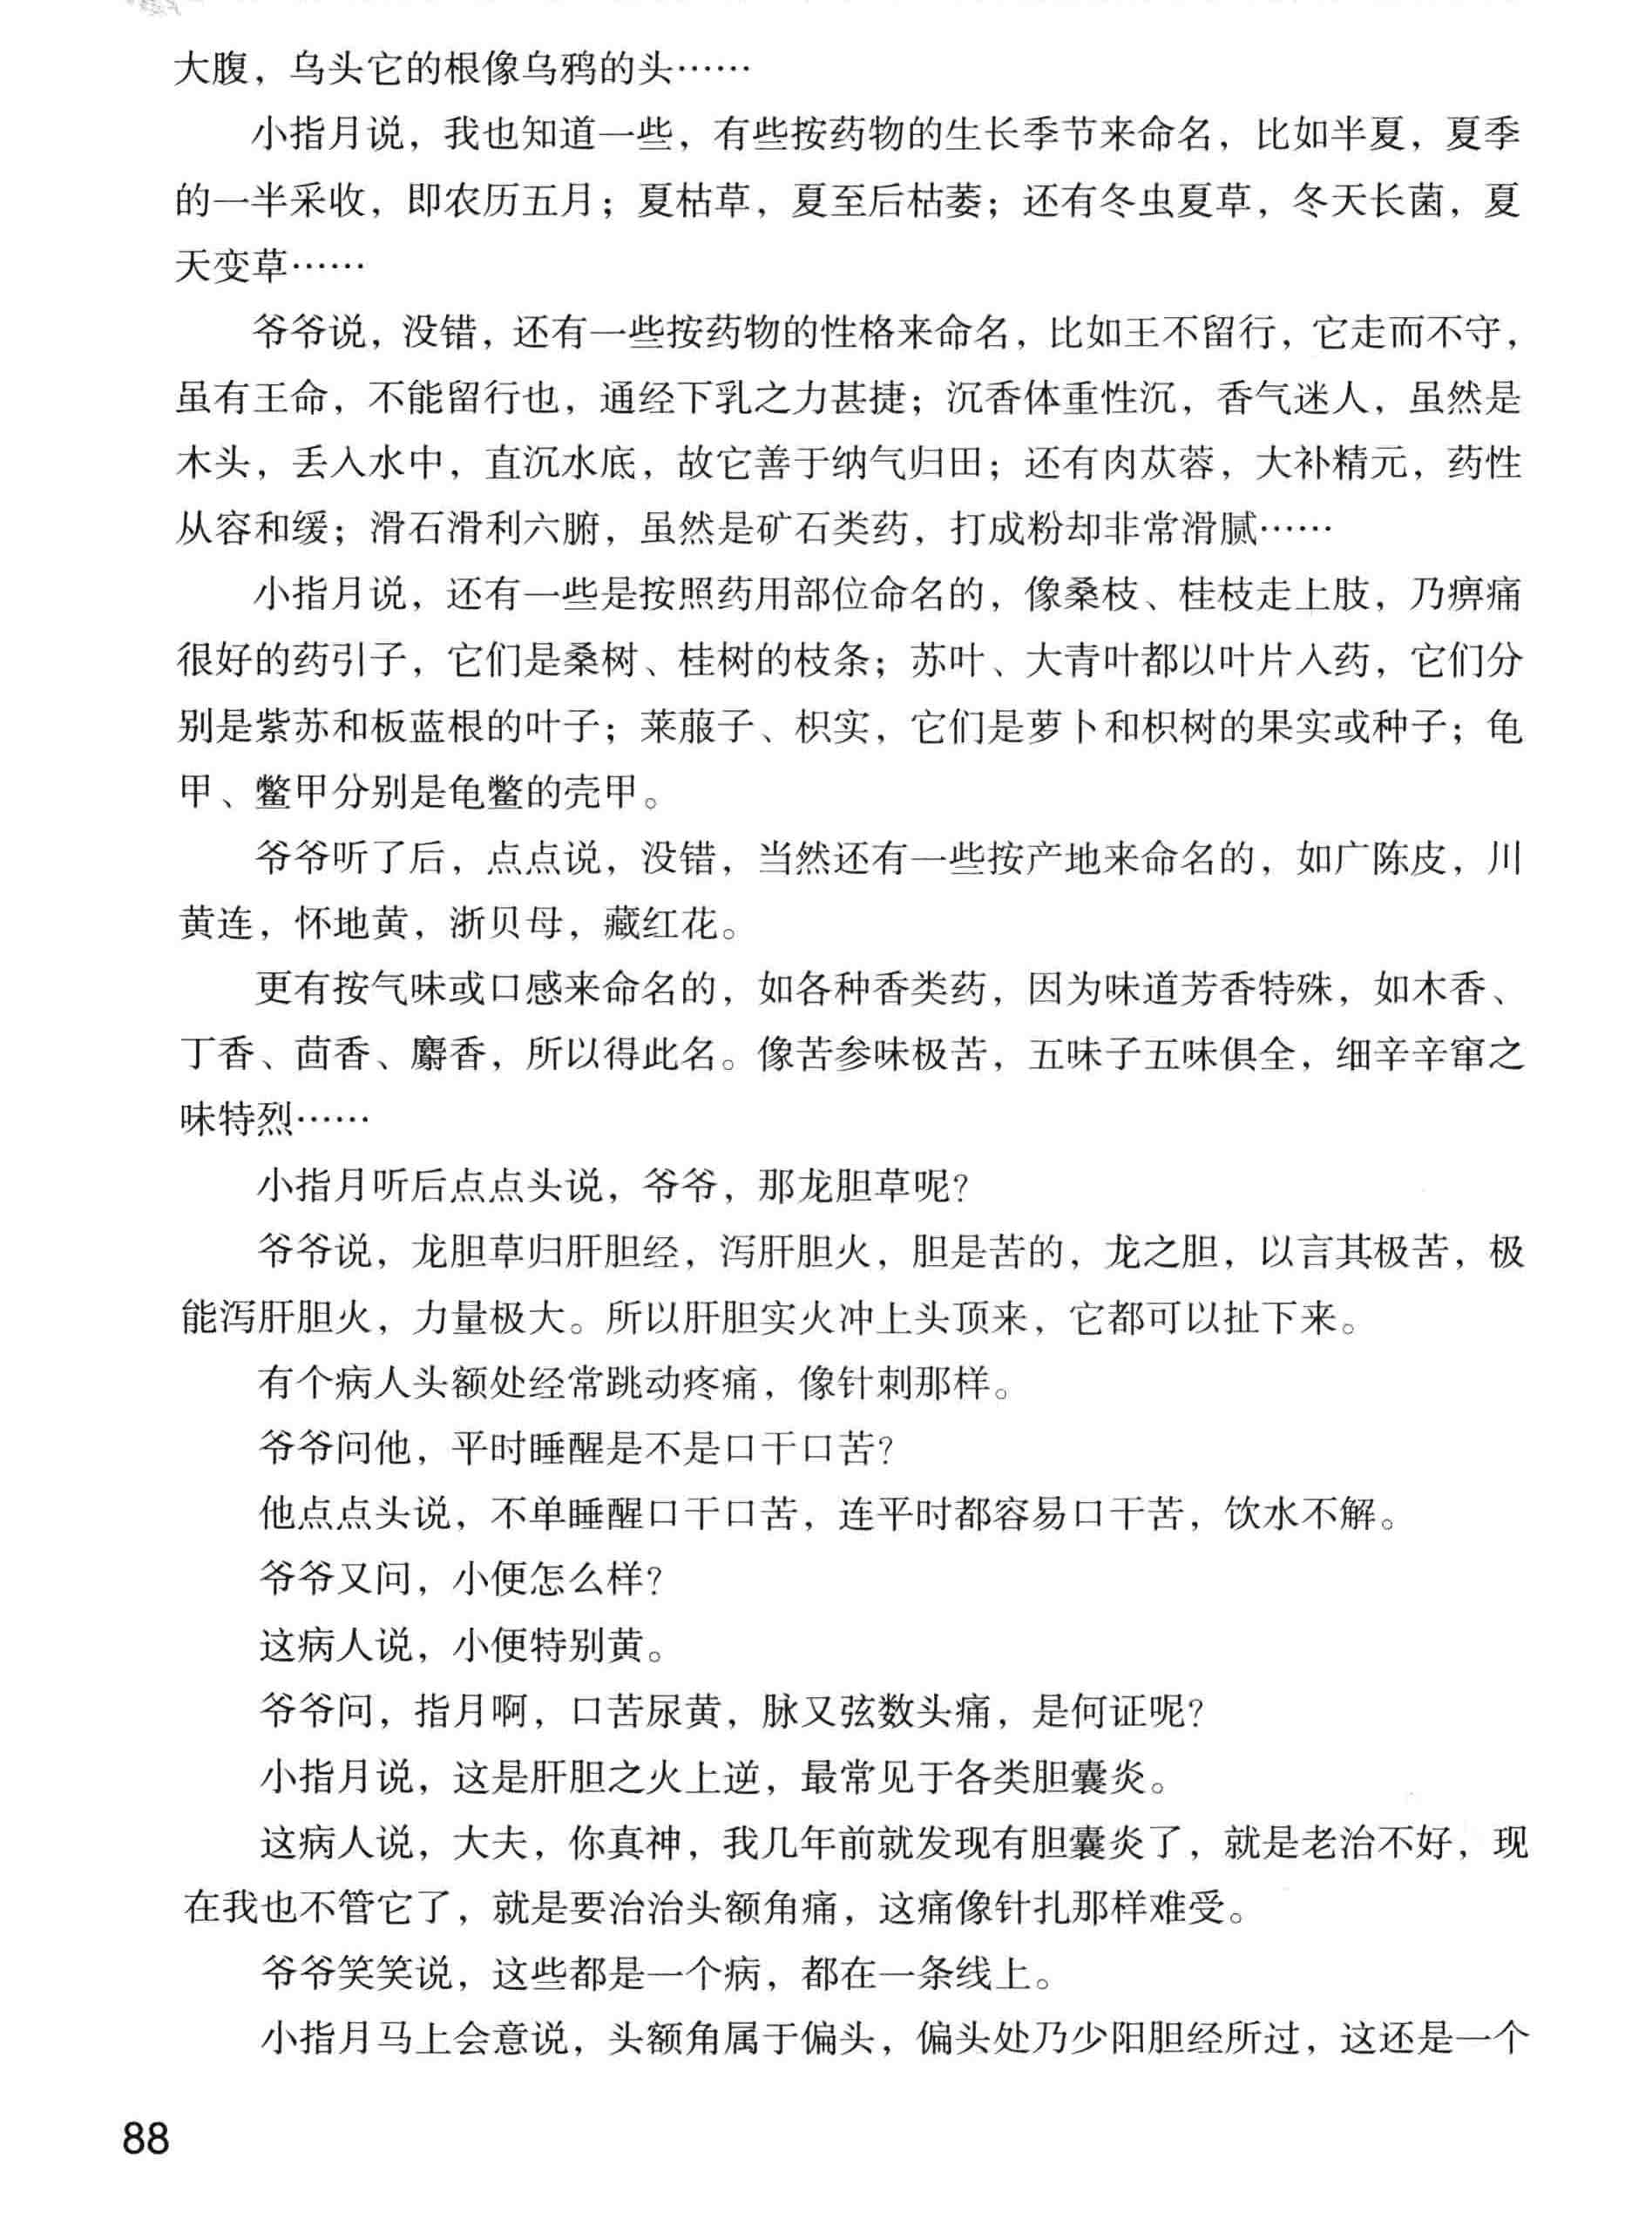 大腹，乌头它的根像乌鸦的头……
小指月说，我也知道一些，有些按药物的生长季节来命名，比如半夏，夏季
的一半采收，即农历五月；夏枯草，夏至后枯萎；还有冬虫夏草，冬天长菌，夏
天变草……
爷爷说，没错，还有一些按药物的性格来命名，比如王不留行，它走而不守，
虽有王命，不能留行也，通经下乳之力甚捷；沉香体重性沉，香气迷人，虽然是
木头，丢入水中，直沉水底，故它善于纳气归田；还有肉苁蓉，大补精元，药性
从容和缓；滑石滑利六腑，虽然是矿石类药，打成粉却非常滑腻……
小指月说，还有一些是按照药用部位命名的，像桑枝、桂枝走上肢，乃痹痛
很好的药引子，它们是桑树、桂树的枝条；苏叶、大青叶都以叶片入药，它们分
别是紫苏和板蓝根的叶子；莱菔子、枳实，它们是萝卜和枳树的果实或种子；龟
甲、鳖甲分别是龟鳖的壳甲。
爷爷听了后，点点说，没错，当然还有一些按产地来命名的，如广陈皮，川
黄连，怀地黄，浙贝母，藏红花。
更有按气味或口感来命名的，如各种香类药，因为味道芳香特殊，如木香、
丁香、茴香、麝香，所以得此名。像苦参味极苦，五味子五味俱全，细辛辛窜之
味特烈……
小指月听后点点头说，爷爷，那龙胆草呢？
爷爷说，龙胆草归肝胆经，泻肝胆火，胆是苦的，龙之胆，以言其极苦，极
能泻肝胆火，力量极大。所以肝胆实火冲上头顶来，它都可以扯下来。
有个病人头额处经常跳动疼痛，像针刺那样。
爷爷问他，平时睡醒是不是口干口苦？
他点点头说，不单睡醒口干口苦，连平时都容易口干苦，饮水不解。
爷爷又问，小便怎么样？
这病人说，小便特别黄。
爷爷问，指月啊，口苦尿黄，脉又弦数头痛，是何证呢？
小指月说，这是肝胆之火上逆，最常见于各类胆囊炎。
这病人说，大夫，你真神，我几年前就发现有胆囊炎了，就是老治不好，现
在我也不管它了，就是要治治头额角痛，这痛像针扎那样难受。
爷爷笑笑说，这些都是一个病，都在一条线上。
小指月马上会意说，头额角属于偏头，偏头处乃少阳胆经所过，这还是一个
88